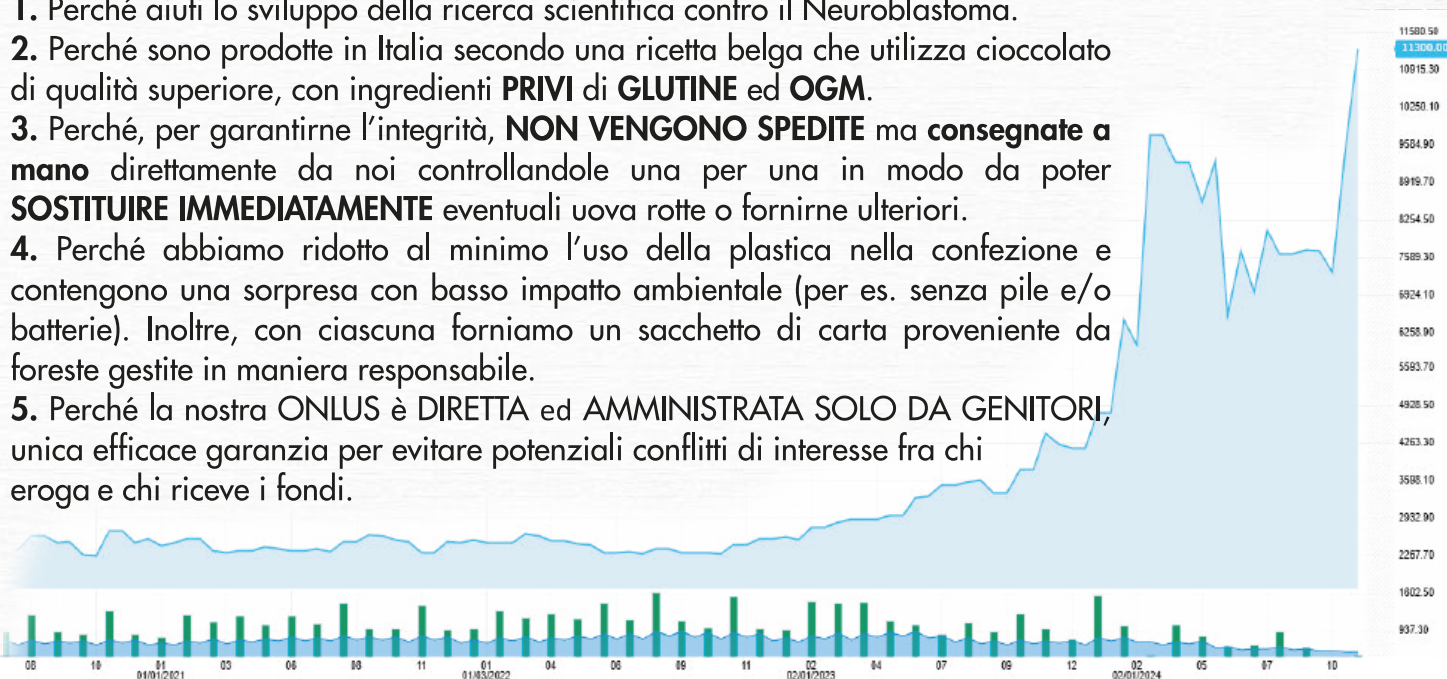 1. Perché aiuti lo sviluppo della ricerca scientifica contro il Neuroblastoma.
2. Perché sono prodotte in Italia secondo una ricetta belga che utilizza cioccolato
di qualità superiore, con ingredienti PRIVI di GLUTINE ed OGM.
3. Perché, per garantirne l’integrità, NON VENGONO SPEDITE ma consegnate a
mano direttamente da noi controllandole una per una in modo da poter
SOSTITUIRE IMMEDIATAMENTE eventuali uova rotte o fornirne ulteriori.
4. Perché abbiamo ridotto al minimo l’uso della plastica nella confezione e
contengono una sorpresa con basso impatto ambientale (per es. senza pile e/o
batterie). Inoltre, con ciascuna forniamo un sacchetto di carta proveniente da
foreste gestite in maniera responsabile.
5. Perché la nostra ONLUS è DIRETTA ed AMMINISTRATA SOLO DA GENITORI,
unica efficace garanzia per evitare potenziali conflitti di interesse fra chi
eroga e chi riceve i fondi.
11580.50
11300.00
10915.30
10250.10
9584.90
8919.70
8254.50
7589.30
6924.10
6258.90
5593.70
4928.50
4263.30
3598.10
2932.90
2267.70
1602.50
937.30
08 10 01 03 06 08 11 01 04 06 09 11 02 04 07 09 12 02 05 07 10
01/01/2021 01/03/2022 02/01/2023 02/01/2024